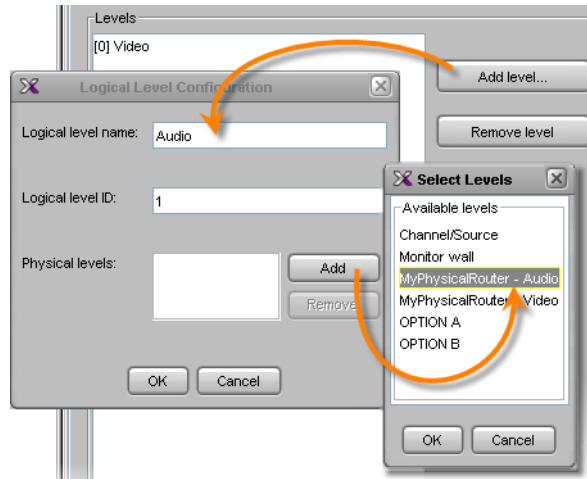 Levels
[0] Video
Add level...
Remove level
Logical Level Configuration
Logical level name:
Audio
Logical level ID:
1
Physical levels:
Add
Remove
OK
Cancel
Select Levels
Available levels
Channel/Source
Monitor wall
MyPhysicalRouter - Audio
MyPhysicalRouter - Video
OPTION A
OPTION B
OK
Cancel